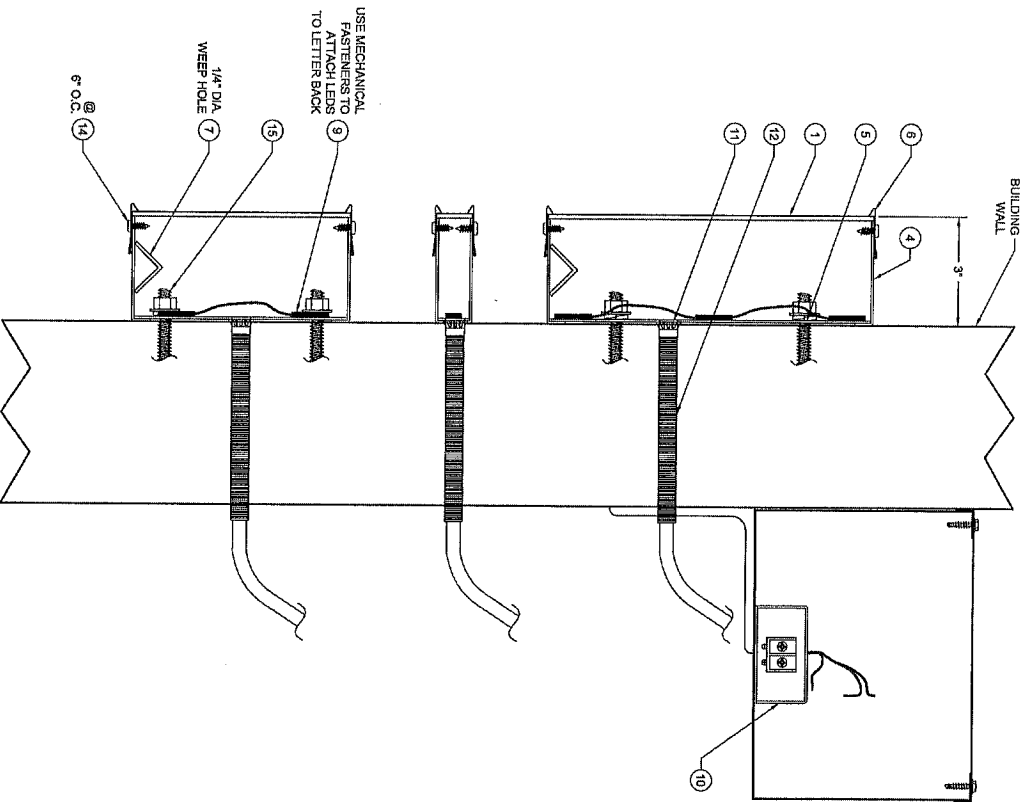 BUILDING
WALL
3"
6
4
1
5
12
11
USE MECHANICAL
FASTENERS TO
ATTACH LEDS
TO LETTER BACK
9
15
1/4" DIA.
WEEP HOLE
7
@
6" O.C.
14
10